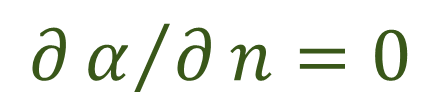 ∂ α/∂ n = 0